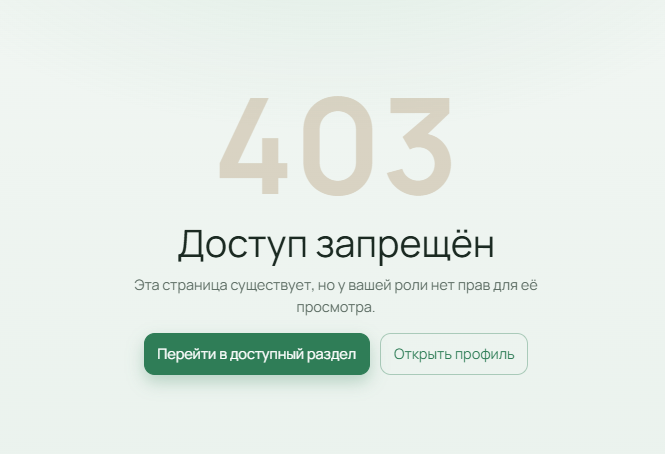 403
Доступ запрещён
Эта страница существует, но у вашей роли нет прав для её
просмотра.
Перейти в доступный раздел
Открыть профиль